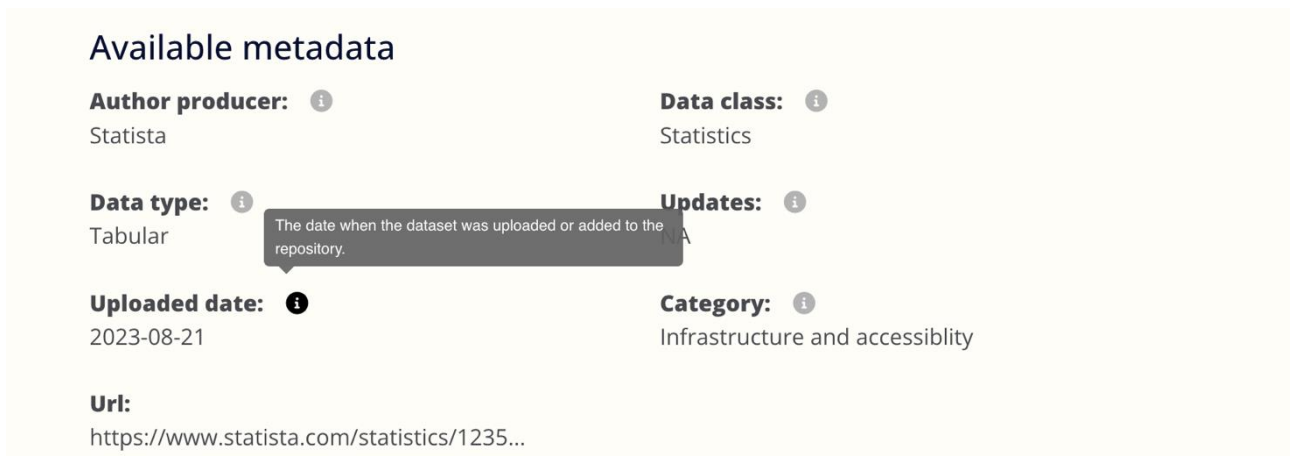 Available metadata
Author producer:
Statista
Data class:
Statistics
Data type:
Tabular
Updates:
NA
The date when the dataset was uploaded or added to the
repository.
Uploaded date:
2023-08-21
Category:
Infrastructure and accessiblity
Url:
https://www.statista.com/statistics/1235...